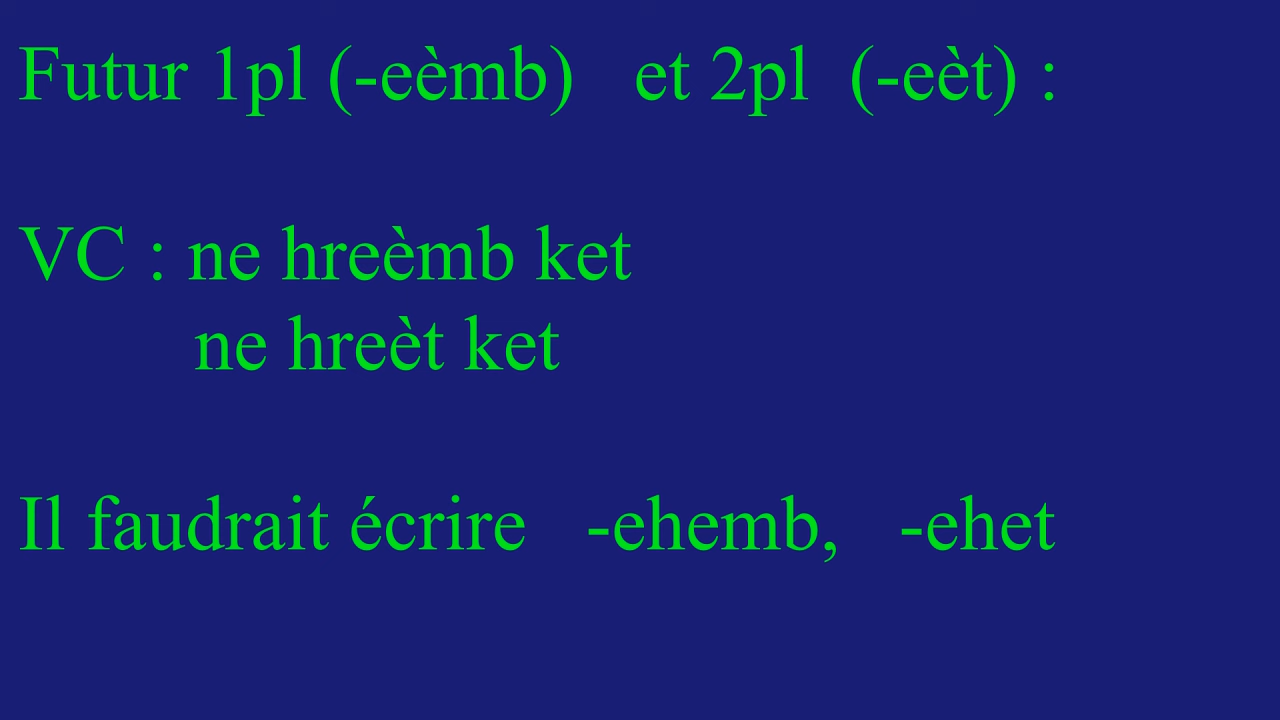 Futur 1pl (-eèmb) et 2pl (-eèt) :
VC : ne hreèmb ket
ne hreèt ket
Il faudrait écrire -ehemb, -ehet